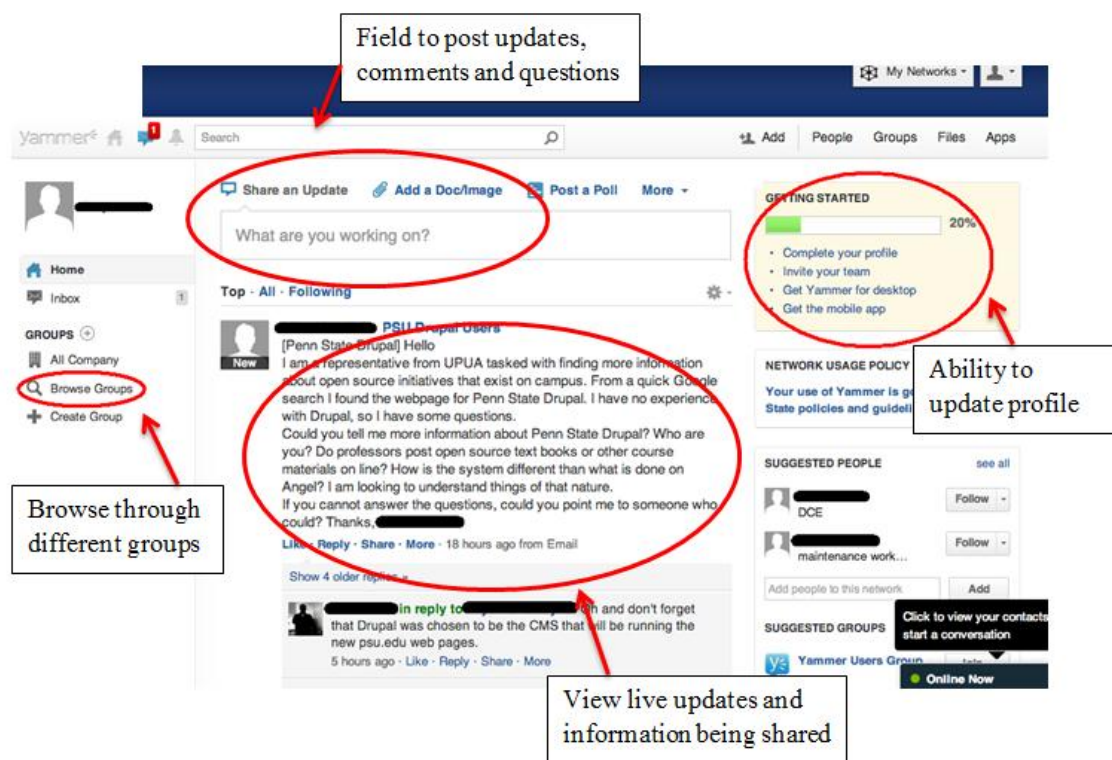 Field to post updates,
comments and questions
My Networks
yammer
1
Search
Add
People
Groups
Files
Apps
Share an Update
Add a Doc/Image
Post a Poll
More
What are you working on?
Home
Inbox
1
GROUPS
All Company
Browse Groups
Create Group
Browse through
different groups
Top · All · Following
PSU Drupal Users
New
[Penn State Drupal] Hello
I am a representative from UPUA tasked with finding more information
about open source initiatives that exist on campus. From a quick Google
search I found the webpage for Penn State Drupal. I have no experience
with Drupal, so I have some questions.
Could you tell me more information about Penn State Drupal? Who are
you? Do professors post open source text books or other course
materials on line? How is the system different than what is done on
Angel? I am looking to understand things of that nature.
If you cannot answer the questions, could you point me to someone who
could? Thanks,
Like · Reply · Share · More · 18 hours ago from Email
Show 4 older replies »
in reply to and don't forget
that Drupal was chosen to be the CMS that will be running the
new psu.edu web pages.
5 hours ago · Like · Reply · Share · More
View live updates and
information being shared
GETTING STARTED
20%
• Complete your profile
• Invite your team
• Get Yammer for desktop
• Get the mobile app
Ability to
update profile
NETWORK USAGE POLICY
Your use of Yammer is
State policies and
SUGGESTED PEOPLE
see all
DCE
Follow
maintenance work...
Follow
Add people to this network
Add
SUGGESTED GROUPS
Click to view your contacts
start a conversation
Yammer Users Group
Online Now